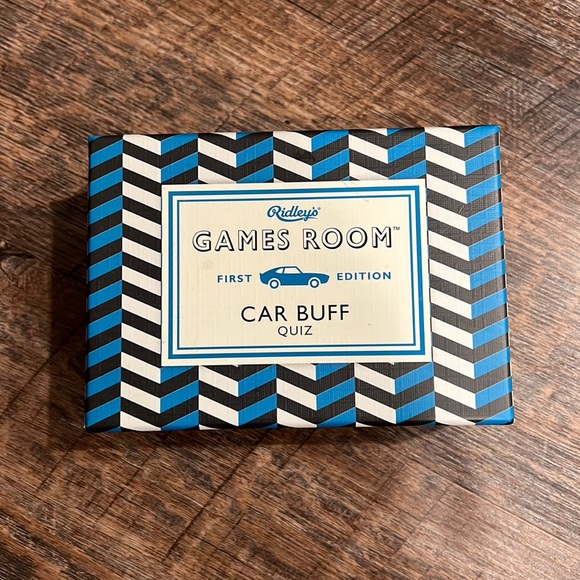 Ridley's®
GAMES ROOM™
FIRST EDITION
CAR BUFF
QUIZ